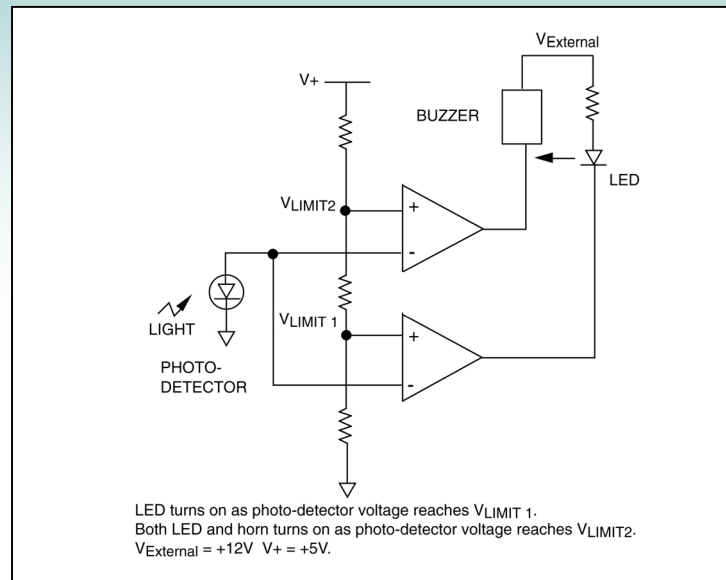 VExternal
V+
BUZZER
LED
VLIMIT2
+
-
LIGHT
VLIMIT 1
+
PHOTO-
DETECTOR
-
LED turns on as photo-detector voltage reaches VLIMIT 1.
Both LED and horn turns on as photo-detector voltage reaches VLIMIT2.
VExternal = +12V V+ = +5V.